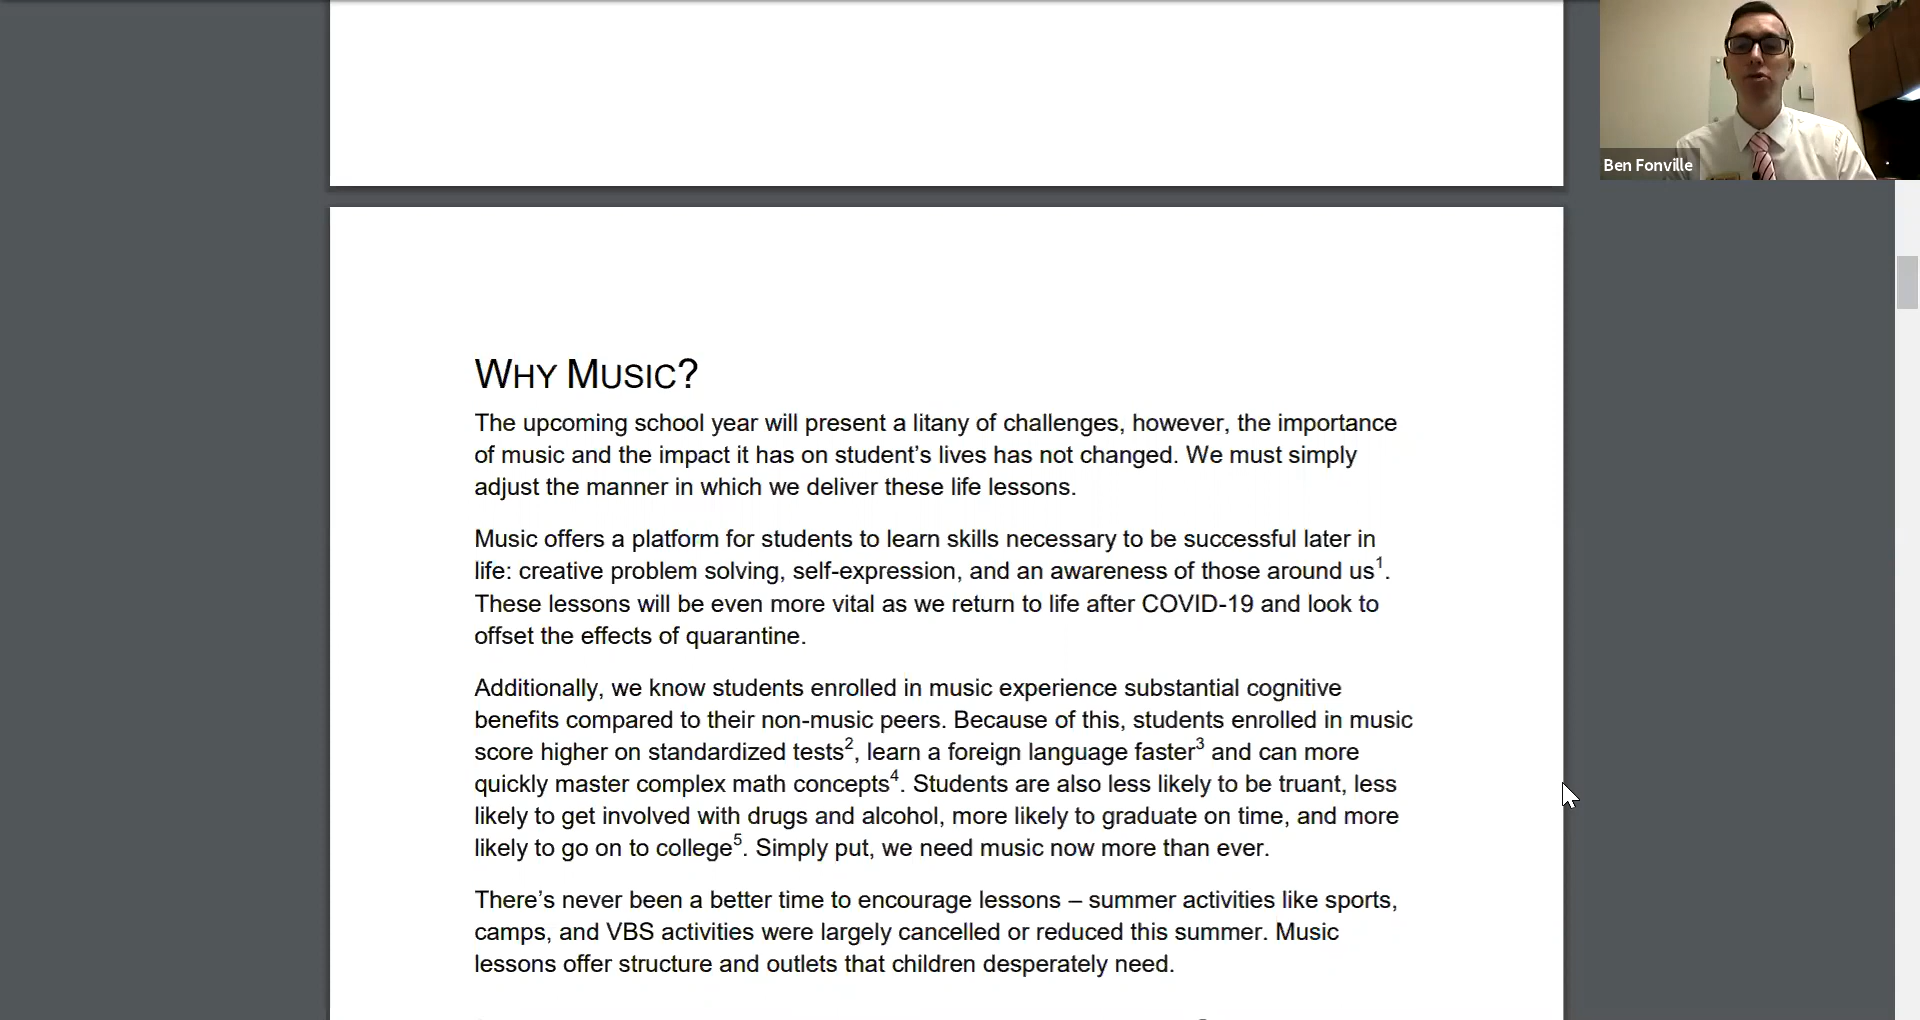 Ben Fonville
WHY MUSIC?
The upcoming school year will present a litany of challenges, however, the importance
of music and the impact it has on student’s lives has not changed. We must simply
adjust the manner in which we deliver these life lessons.
Music offers a platform for students to learn skills necessary to be successful later in
life: creative problem solving, self-expression, and an awareness of those around us¹.
These lessons will be even more vital as we return to life after COVID-19 and look to
offset the effects of quarantine.
Additionally, we know students enrolled in music experience substantial cognitive
benefits compared to their non-music peers. Because of this, students enrolled in music
score higher on standardized tests², learn a foreign language faster³ and can more
quickly master complex math concepts⁴. Students are also less likely to be truant, less
likely to get involved with drugs and alcohol, more likely to graduate on time, and more
likely to go on to college⁵. Simply put, we need music now more than ever.
There’s never been a better time to encourage lessons – summer activities like sports,
camps, and VBS activities were largely cancelled or reduced this summer. Music
lessons offer structure and outlets that children desperately need.